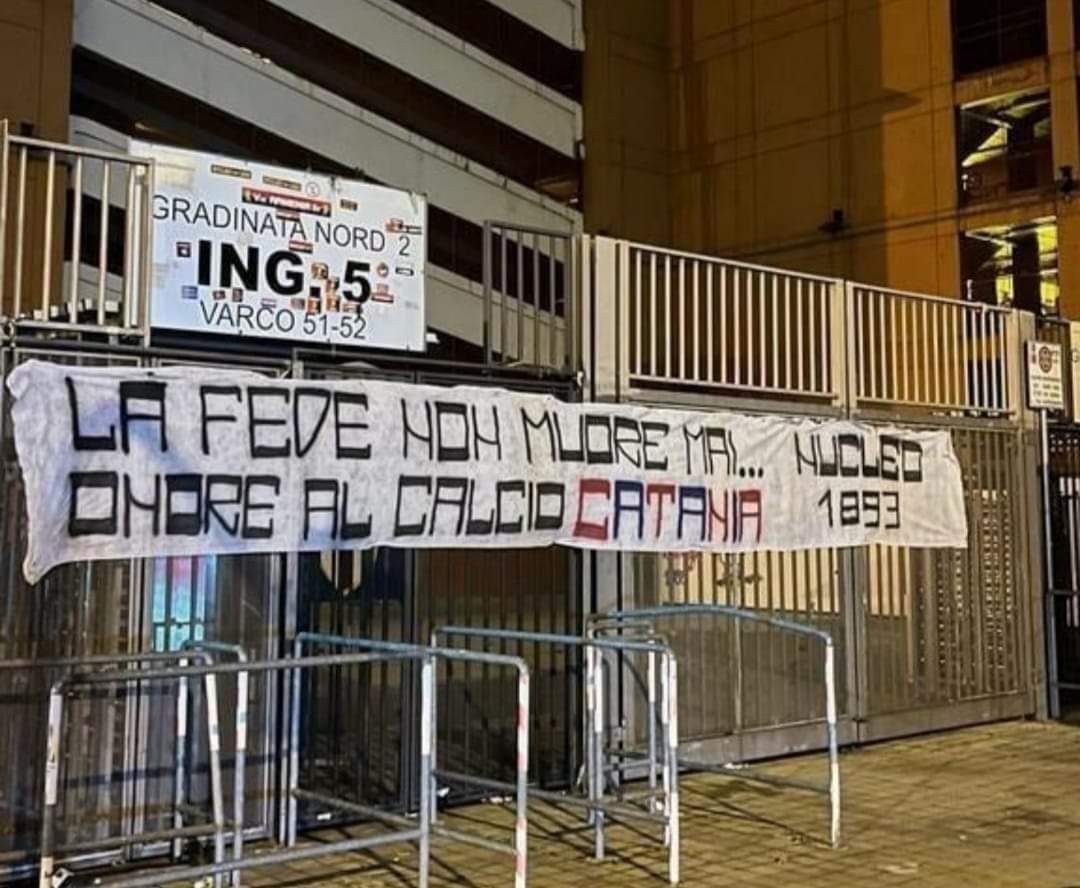 GRADINATA NORD 2
ING. 5
VARCO 51-52
LA FEDE NON MUORE MAI... NUCLEO
ONORE AL CALCIO CATANIA 1893